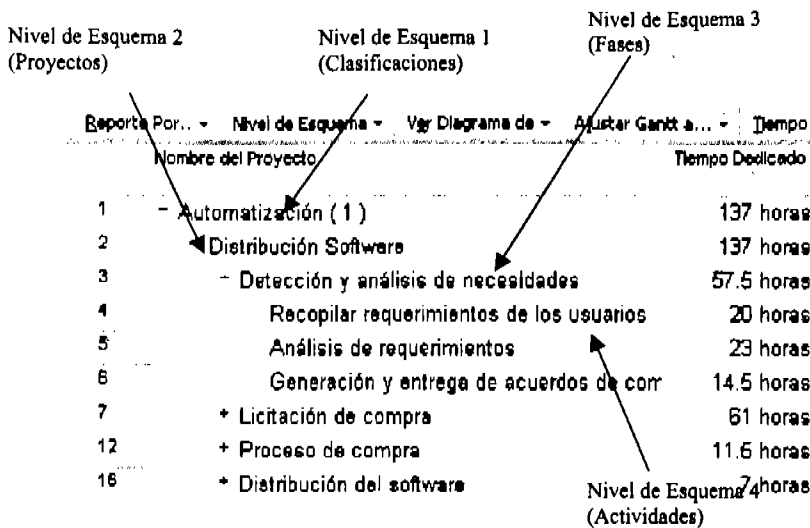 Nivel de Esquema 2
(Proyectos)
Nivel de Esquema 1
(Clasificaciones)
Nivel de Esquema 3
(Fases)
Reporte Por.. Nivel de Esquema Ver Diagrama de Ajustar Gantt a... Tiempo
Nombre del Proyecto Tiempo Dedicado
1 - Automatización ( 1 ) 137 horas
2 Distribución Software 137 horas
3 - Detección y análisis de necesidades 57.5 horas
4 Recopilar requerimientos de los usuarios 20 horas
5 Análisis de requerimientos 23 horas
6 Generación y entrega de acuerdos de com 14.5 horas
7 + Licitación de compra 61 horas
12 + Proceso de compra 11.5 horas
16 + Distribución del software 7 horas
Nivel de Esquema 4
(Actividades)